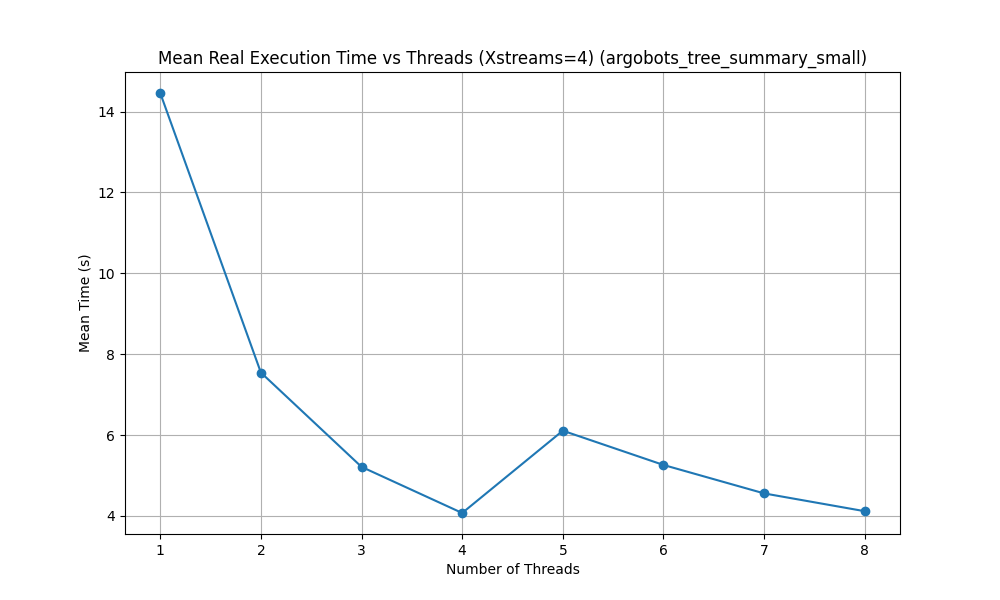 Mean Real Execution Time vs Threads (Xstreams=4) (argobots_tree_summary_small)
Mean Time (s)
14
12
10
8
6
4
1 2 3 4 5 6 7 8
Number of Threads